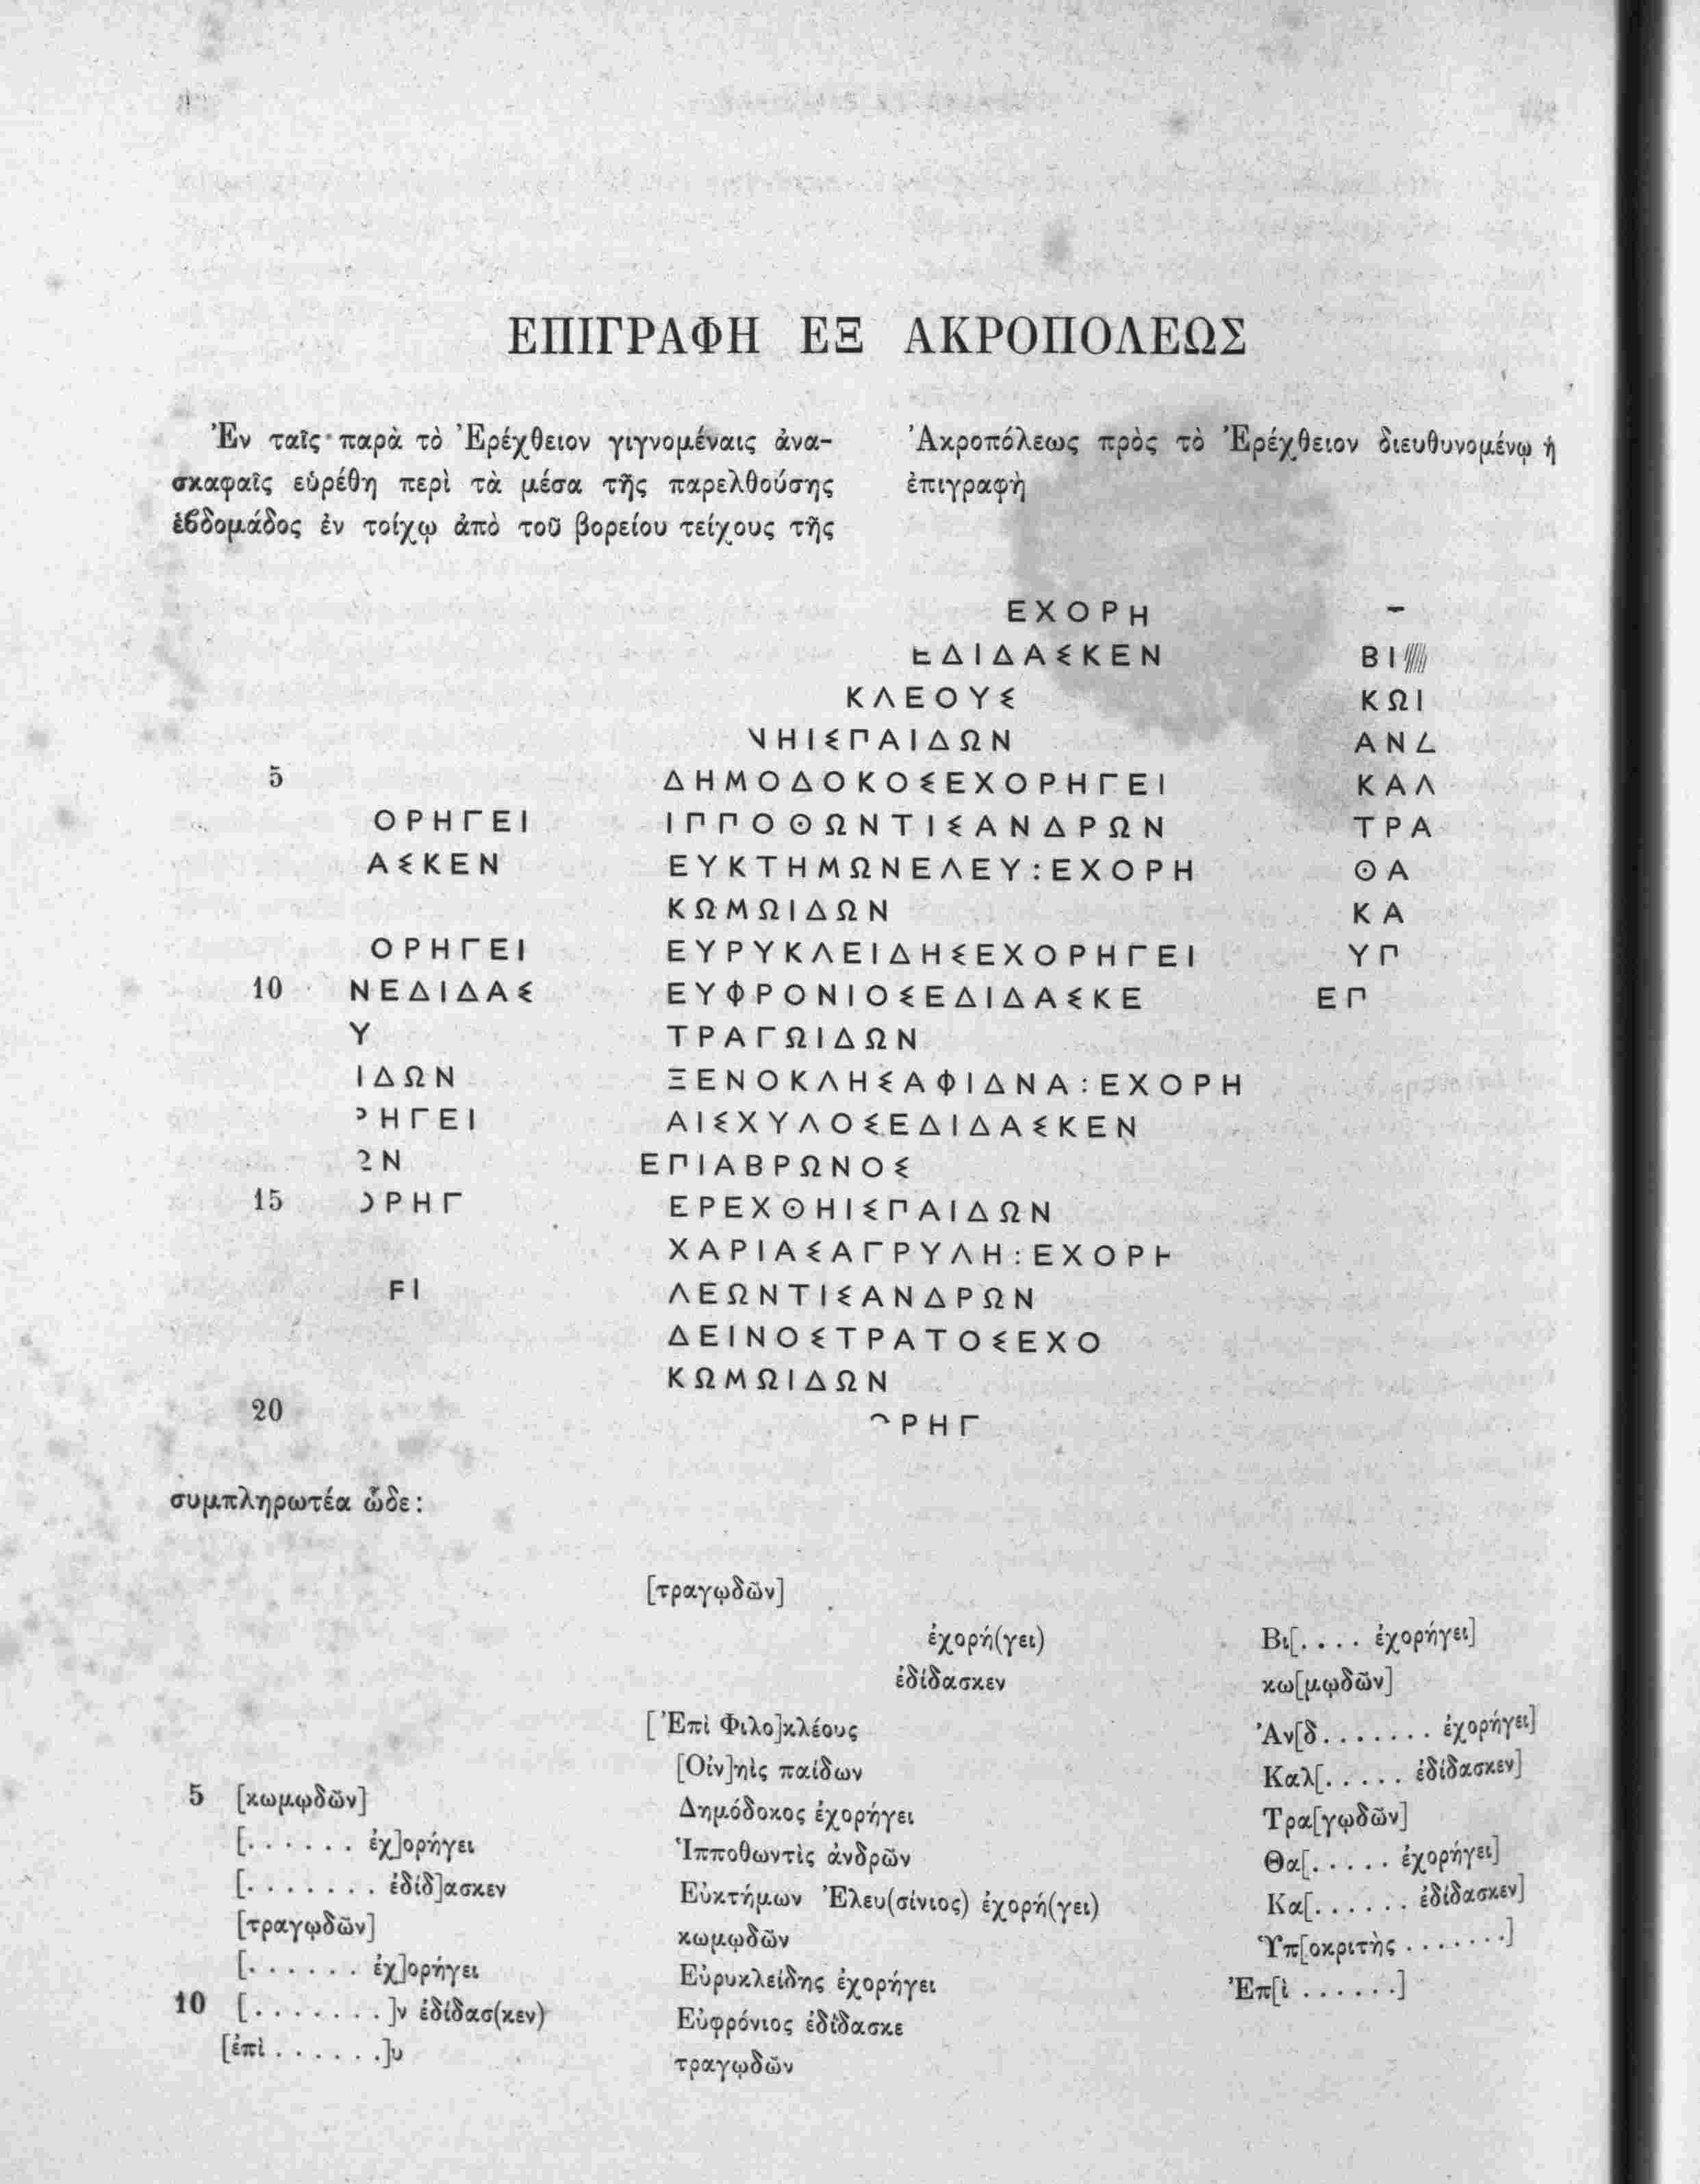 ΕΠΙΓΡΑΦΗ ΕΞ ΑΚΡΟΠΟΛΕΩΣ
Ἐν ταῖς παρὰ τὸ Ἐρέχθειον γιγνομέναις ἀνα-
σκαφαῖς εὑρέθη περὶ τὰ μέσα τῆς παρελθούσης
ἑβδομάδος ἐν τοίχῳ ἀπὸ τοῦ βορείου τείχους τῆς
Ἀκροπόλεως πρὸς τὸ Ἐρέχθειον διευθυνομένῳ ἡ
ἐπιγραφὴ
ΕΧΟΡΗ
ΕΔΙΔΑΣΚΕΝ ΒΙ
ΚΛΕΟΥΣ ΚΩΙ
ΝΗΙΣΠΑΙΔΩΝ ΑΝΔ
5 ΔΗΜΟΔΟΚΟΣΕΧΟΡΗΓΕΙ ΚΑΛ
ΟΡΗΓΕΙ ΙΠΠΟΘΩΝΤΙΣΑΝΔΡΩΝ ΤΡΑ
ΑΣΚΕΝ ΕΥΚΤΗΜΩΝΕΛΕΥ:ΕΧΟΡΗ ΘΑ
ΚΩΜΩΙΔΩΝ ΚΑ
ΟΡΗΓΕΙ ΕΥΡΥΚΛΕΙΔΗΣΕΧΟΡΗΓΕΙ ΥΠ
10 ΝΕΔΙΔΑΣ ΕΥΦΡΟΝΙΟΣΕΔΙΔΑΣΚΕ ΕΠ
Υ ΤΡΑΓΩΙΔΩΝ
ΙΔΩΝ ΞΕΝΟΚΛΗΣΑΦΙΔΝΑ:ΕΧΟΡΗ
ΡΗΓΕΙ ΑΙΣΧΥΛΟΣΕΔΙΔΑΣΚΕΝ
ΩΝ ΕΠΙΑΒΡΩΝΟΣ
15 ΟΡΗΓ ΕΡΕΧΘΗΙΣΠΑΙΔΩΝ
ΧΑΡΙΑΣΑΓΡΥΛΗ:ΕΧΟΡΗ
ΕΙ ΛΕΩΝΤΙΣΑΝΔΡΩΝ
ΔΕΙΝΟΣΤΡΑΤΟΣΕΧΟ
ΚΩΜΩΙΔΩΝ
20 ΟΡΗΓ
συμπληρωτέα ὧδε:
[τραγῳδῶν]
ἐχορή(γει) Βι[. . . . ἐχορήγει]
ἐδίδασκεν κω[μῳδῶν]
[Ἐπὶ Φιλο]κλέους Ἀν[δ. . . . . . . ἐχορήγει]
[Οἰν]ηὶς παίδων Καλ[. . . . . ἐδίδασκεν]
5 [κωμῳδῶν] Δημόδοκος ἐχορήγει Τρα[γῳδῶν]
[. . . . . . ἐχ]ορήγει Ἱπποθωντὶς ἀνδρῶν Θα[. . . . . ἐχορήγει]
[. . . . . . . ἐδίδ]ασκεν Εὐκτήμων Ἐλευ(σίνιος) ἐχορή(γει) Κα[. . . . . . ἐδίδασκεν]
[τραγῳδῶν] κωμῳδῶν Ὑπ[οκριτὴς . . . . . . .]
[. . . . . . ἐχ]ορήγει Εὐρυκλείδης ἐχορήγει Ἐπ[ὶ . . . . . .]
10 [. . . . . . . .]ν ἐδίδασ(κεν) Εὐφρόνιος ἐδίδασκε
[ἐπὶ . . . . . .]υ τραγῳδῶν